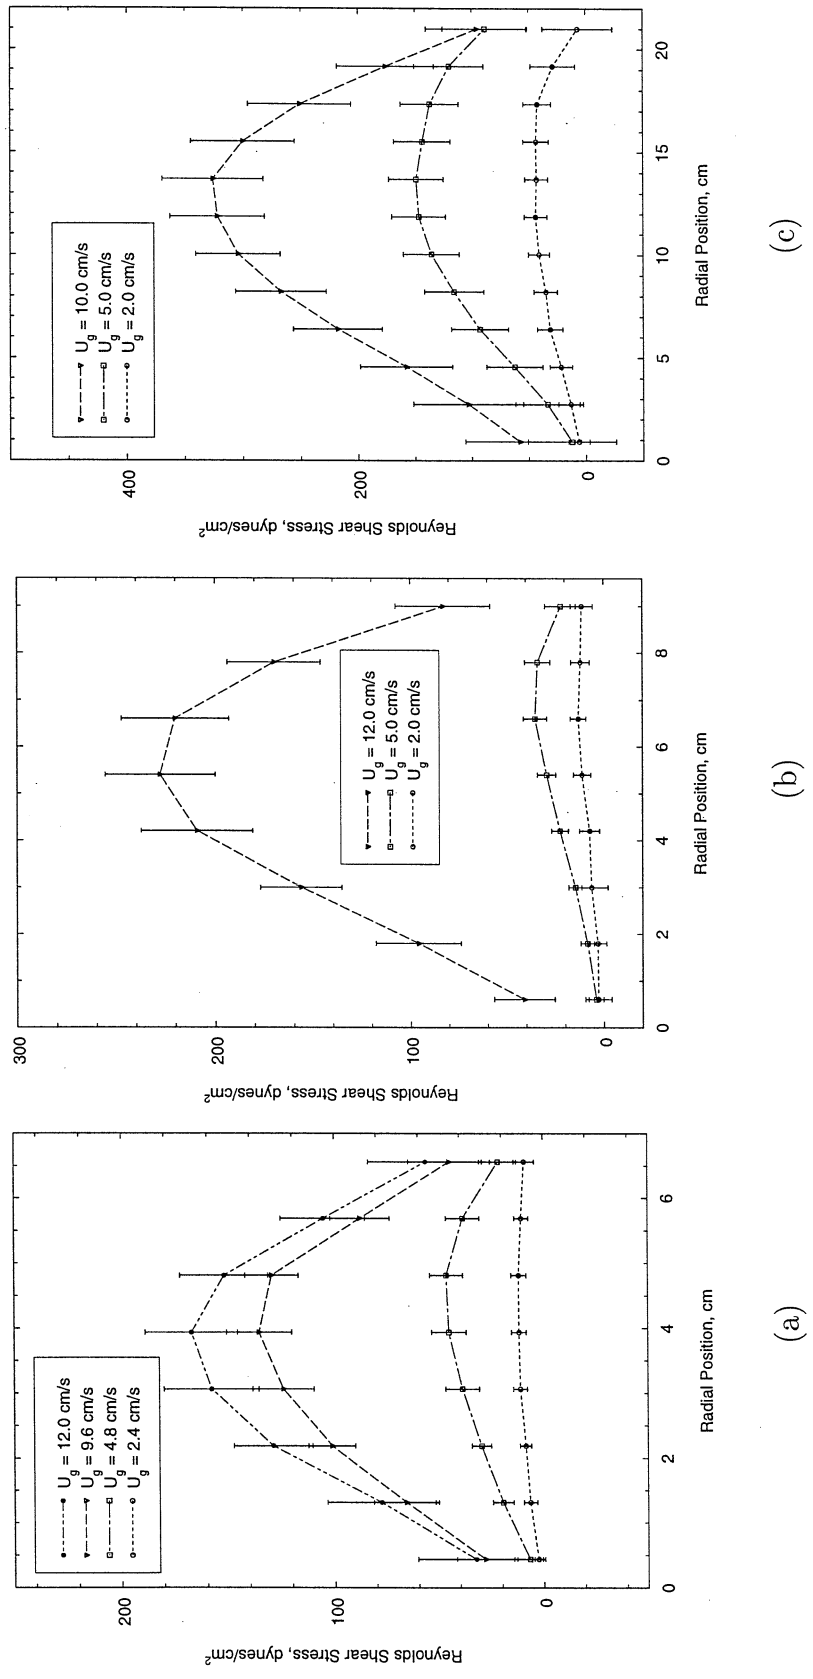 200
100
0
Reynolds Shear Stress, dynes/cm²
U_g = 12.0 cm/s
U_g = 9.6 cm/s
U_g = 4.8 cm/s
U_g = 2.4 cm/s
0 2 4 6
Radial Position, cm
(a)
300
200
100
0
Reynolds Shear Stress, dynes/cm²
U_g = 12.0 cm/s
U_g = 5.0 cm/s
U_g = 2.0 cm/s
0 2 4 6 8
Radial Position, cm
(b)
400
200
0
Reynolds Shear Stress, dynes/cm²
U_g = 10.0 cm/s
U_g = 5.0 cm/s
U_g = 2.0 cm/s
0 5 10 15 20
Radial Position, cm
(c)